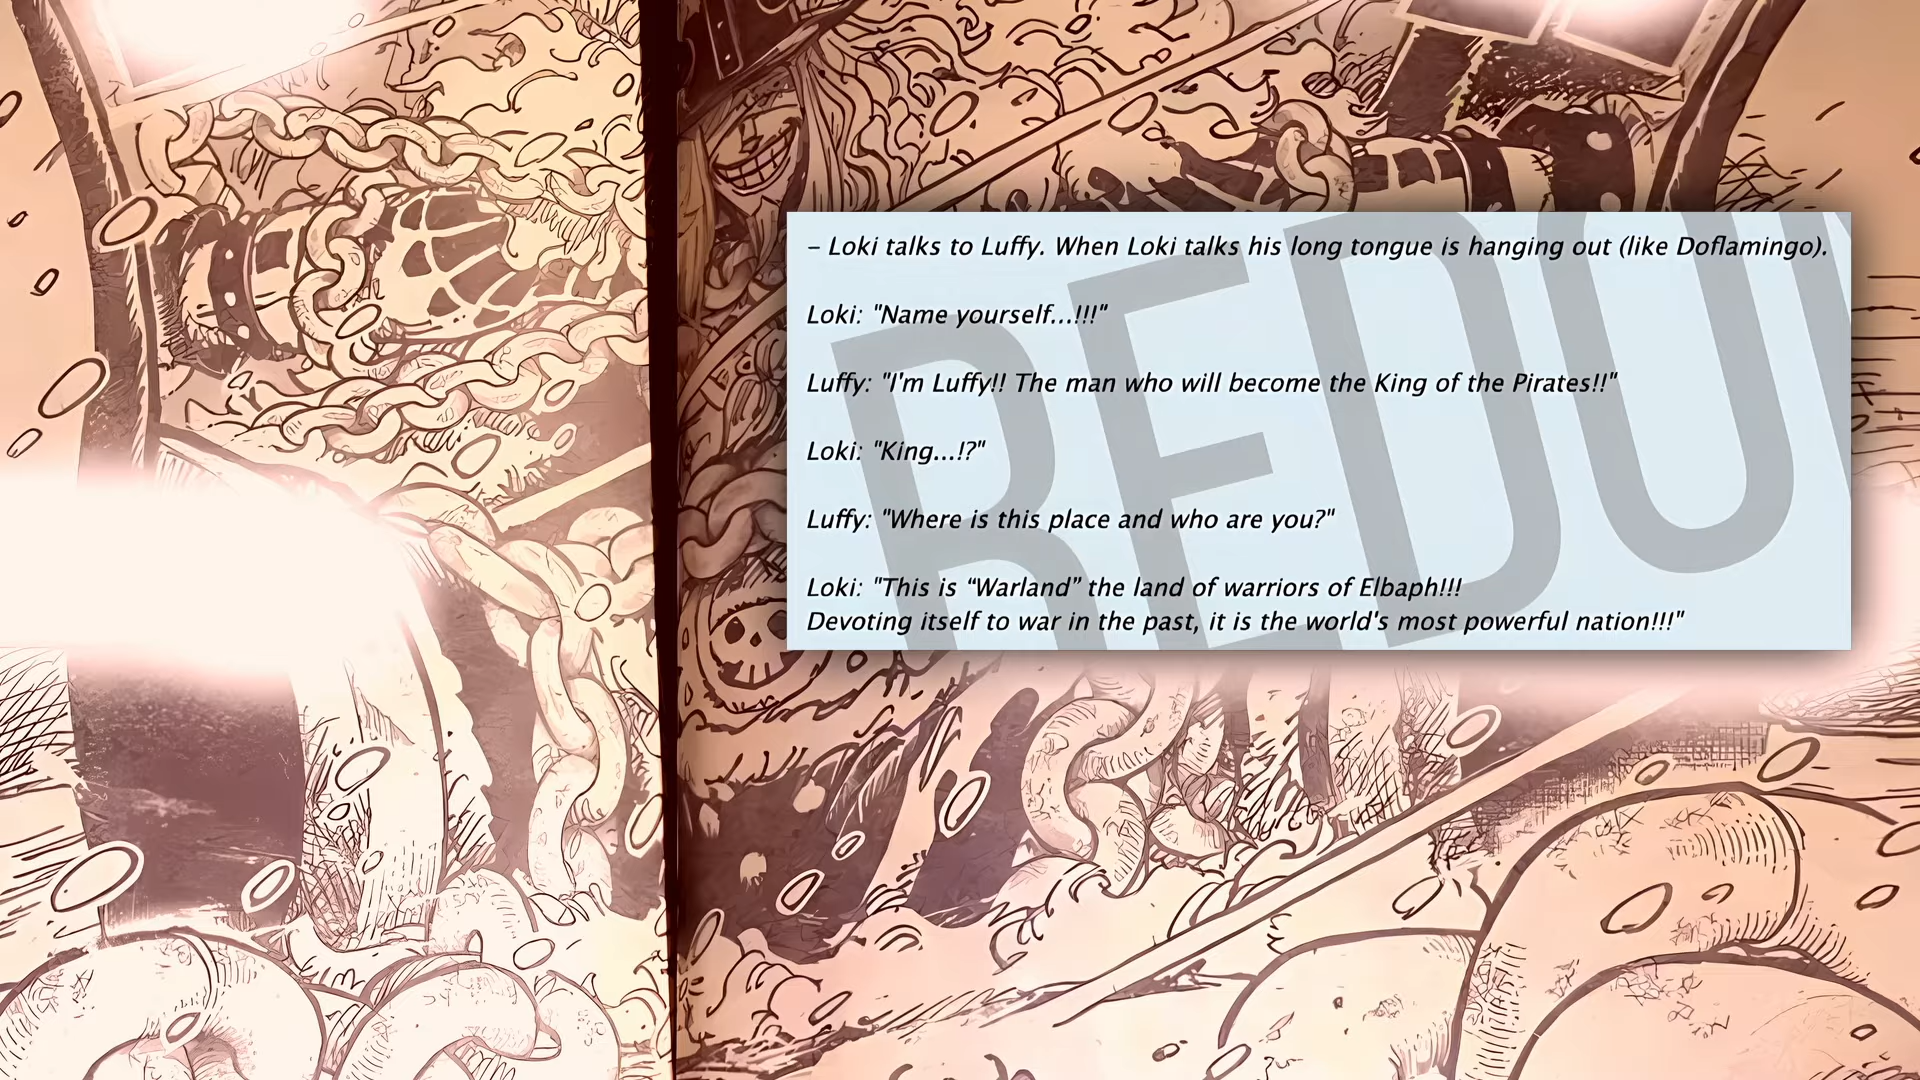 – Loki talks to Luffy. When Loki talks his long tongue is hanging out (like Doflamingo).
Loki: "Name yourself...!!!"
Luffy: "I'm Luffy!! The man who will become the King of the Pirates!!"
Loki: "King...!?"
Luffy: "Where is this place and who are you?"
Loki: "This is “Warland” the land of warriors of Elbaph!!!
Devoting itself to war in the past, it is the world's most powerful nation!!!"